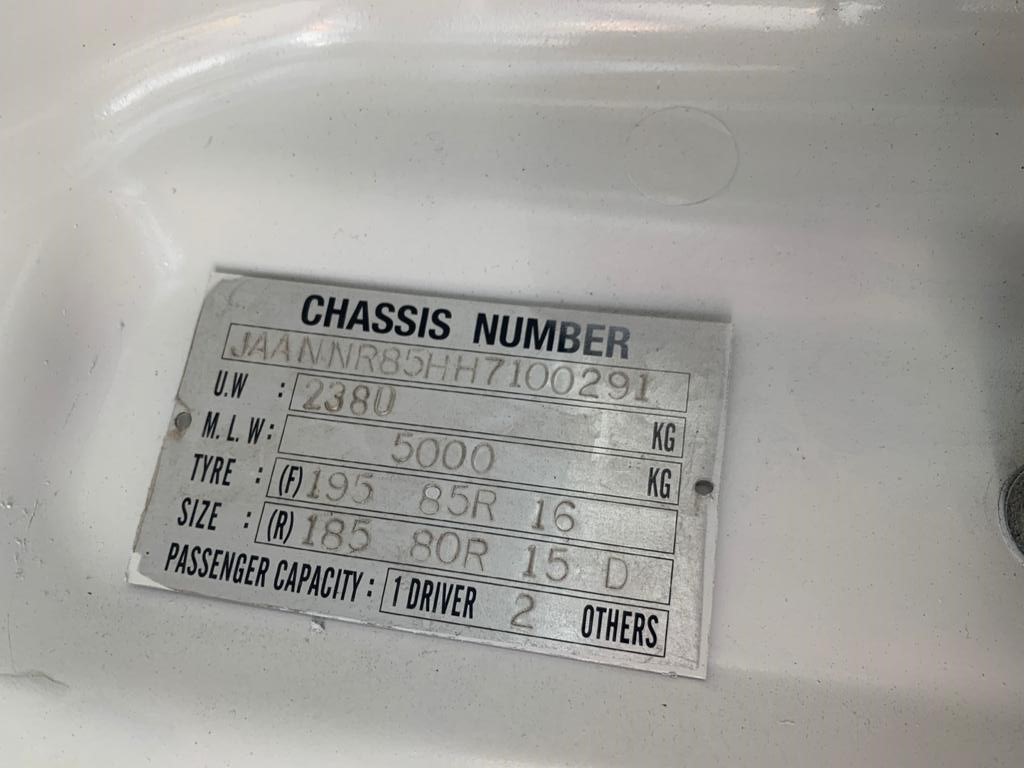 CHASSIS NUMBER
JAANNR85HH7100291
U.W : 2380 KG
M.L.W: 5000 KG
TYRE : (F) 195 85R 16
SIZE : (R) 185 80R 15 D
PASSENGER CAPACITY: 1 DRIVER 2 OTHERS